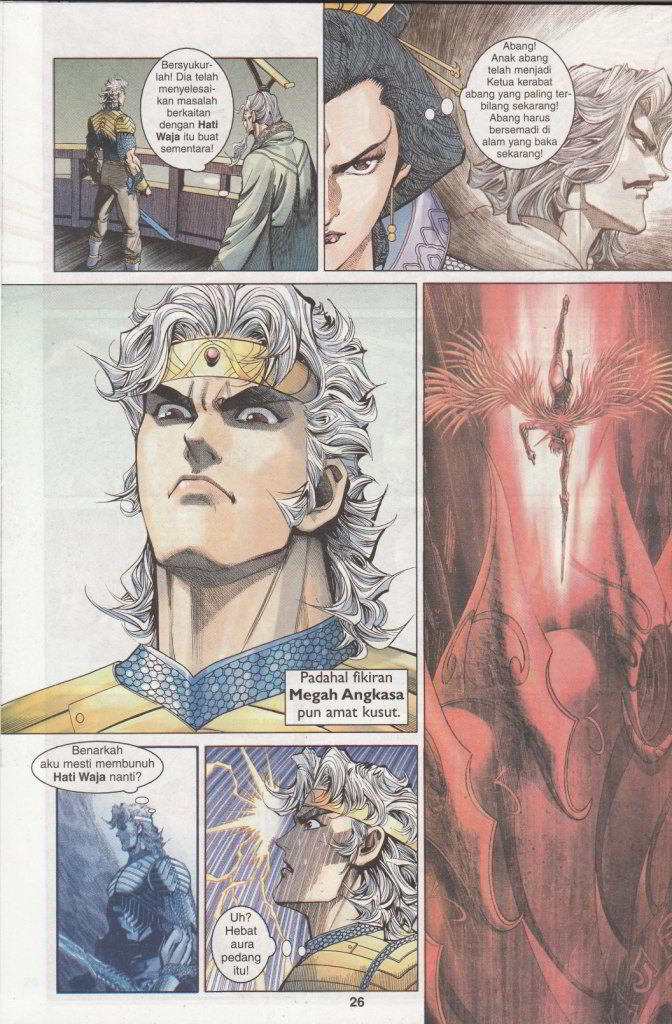 Bersyukur-
lah! Dia telah
menyelesai-
kan masalah
berkaitan
dengan Hati
Waja itu buat
sementara!
Abang!
Anak abang
telah menjadi
Ketua kerabat
abang yang paling ter-
bilang sekarang!
Abang harus
bersemadi di
alam yang baka
sekarang!
Padahal fikiran
Megah Angkasa
pun amat kusut.
Benarkah
aku mesti membunuh
Hati Waja nanti?
Uh?
Hebat
aura
pedang
itu!
26